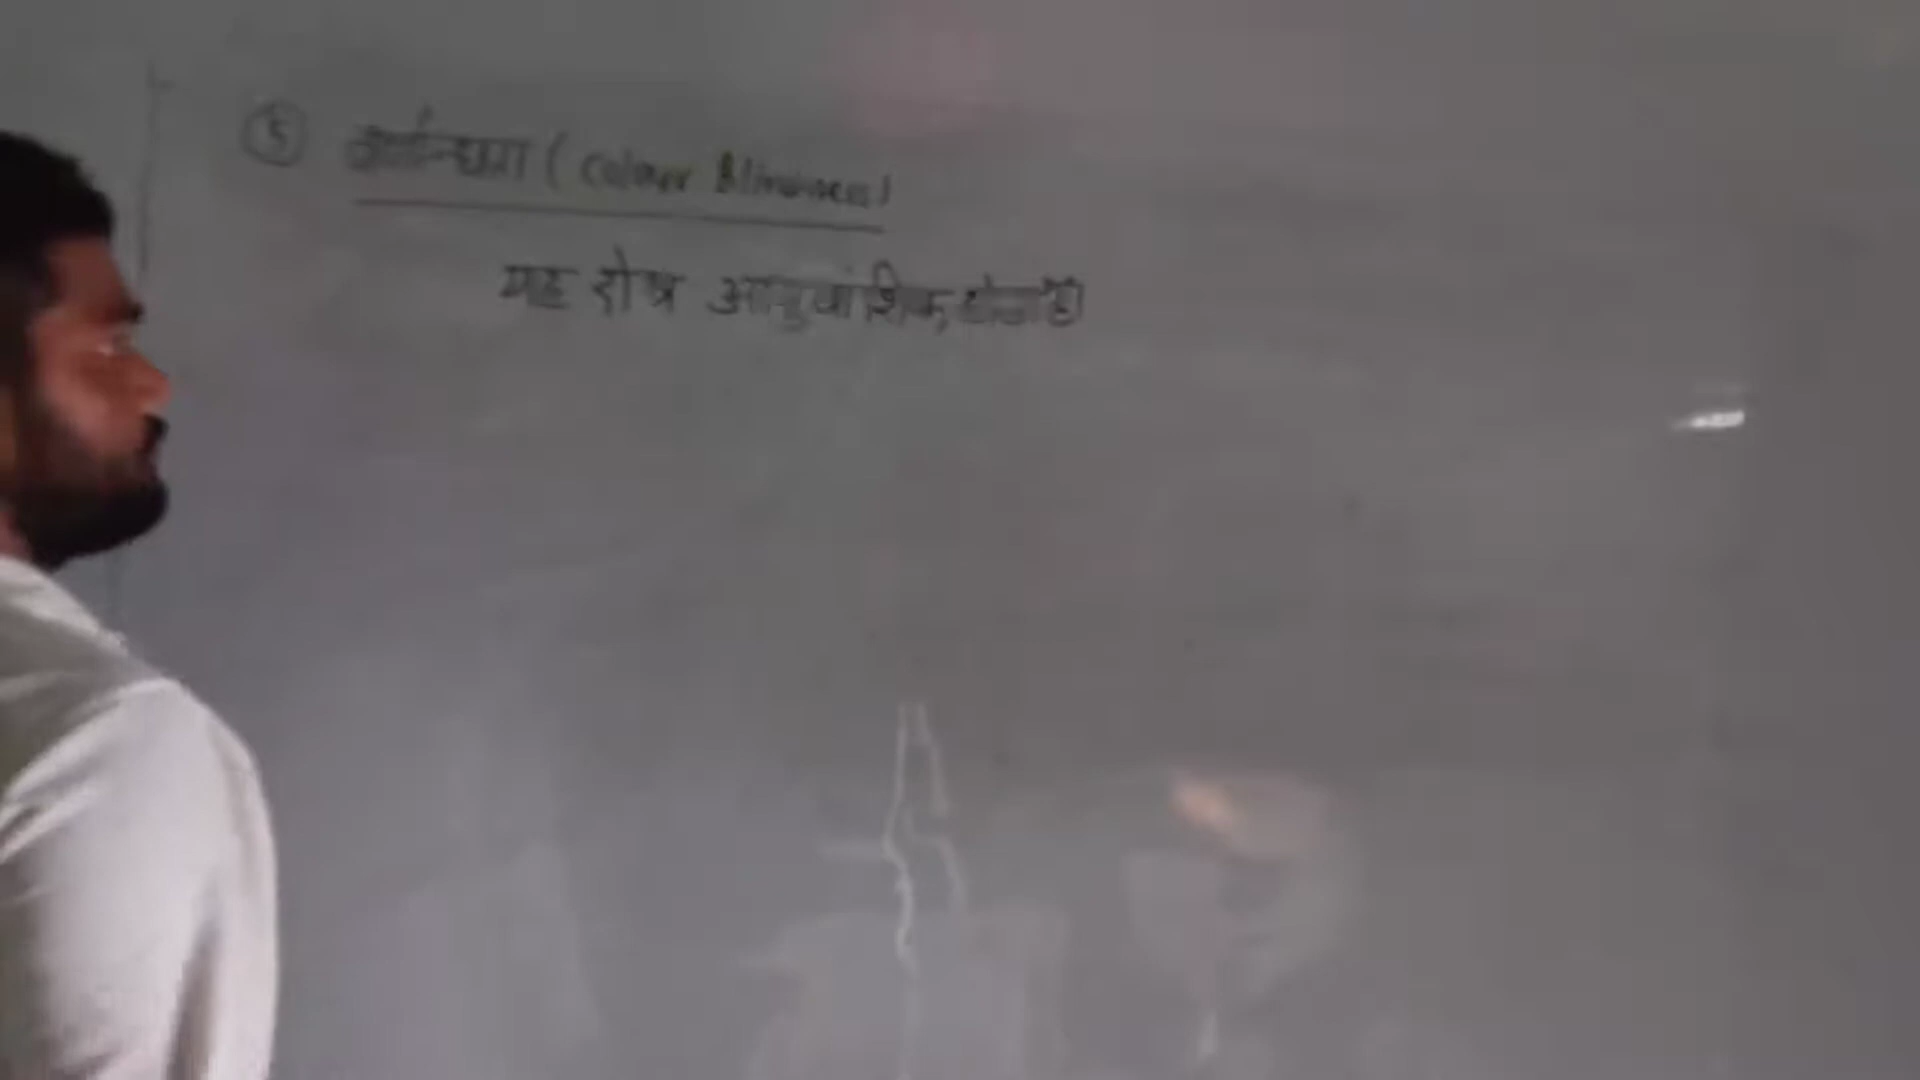 ⑤ वर्णान्धता ( Colour Blindness)
यह दोष आनुवांशिक होता है।